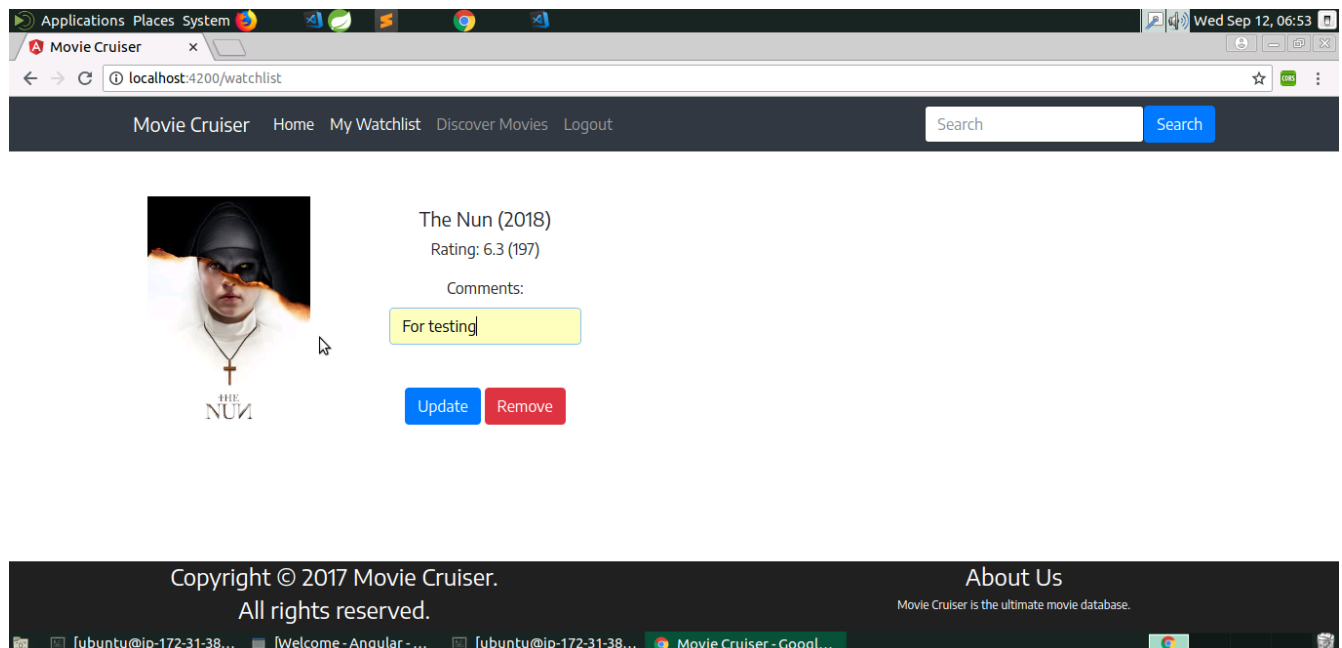 Applications Places System Wed Sep 12, 06:53
Movie Cruiser ×
localhost:4200/watchlist CORS
Movie Cruiser Home My Watchlist Discover Movies Logout Search Search
The Nun (2018)
Rating: 6.3 (197)
Comments:
For testing
THE
NUN
Update Remove
Copyright © 2017 Movie Cruiser.
All rights reserved.
About Us
Movie Cruiser is the ultimate movie database.
[ubuntu@ip-172-31-38... [Welcome - Angular - ... [ubuntu@ip-172-31-38... Movie Cruiser - Googl...